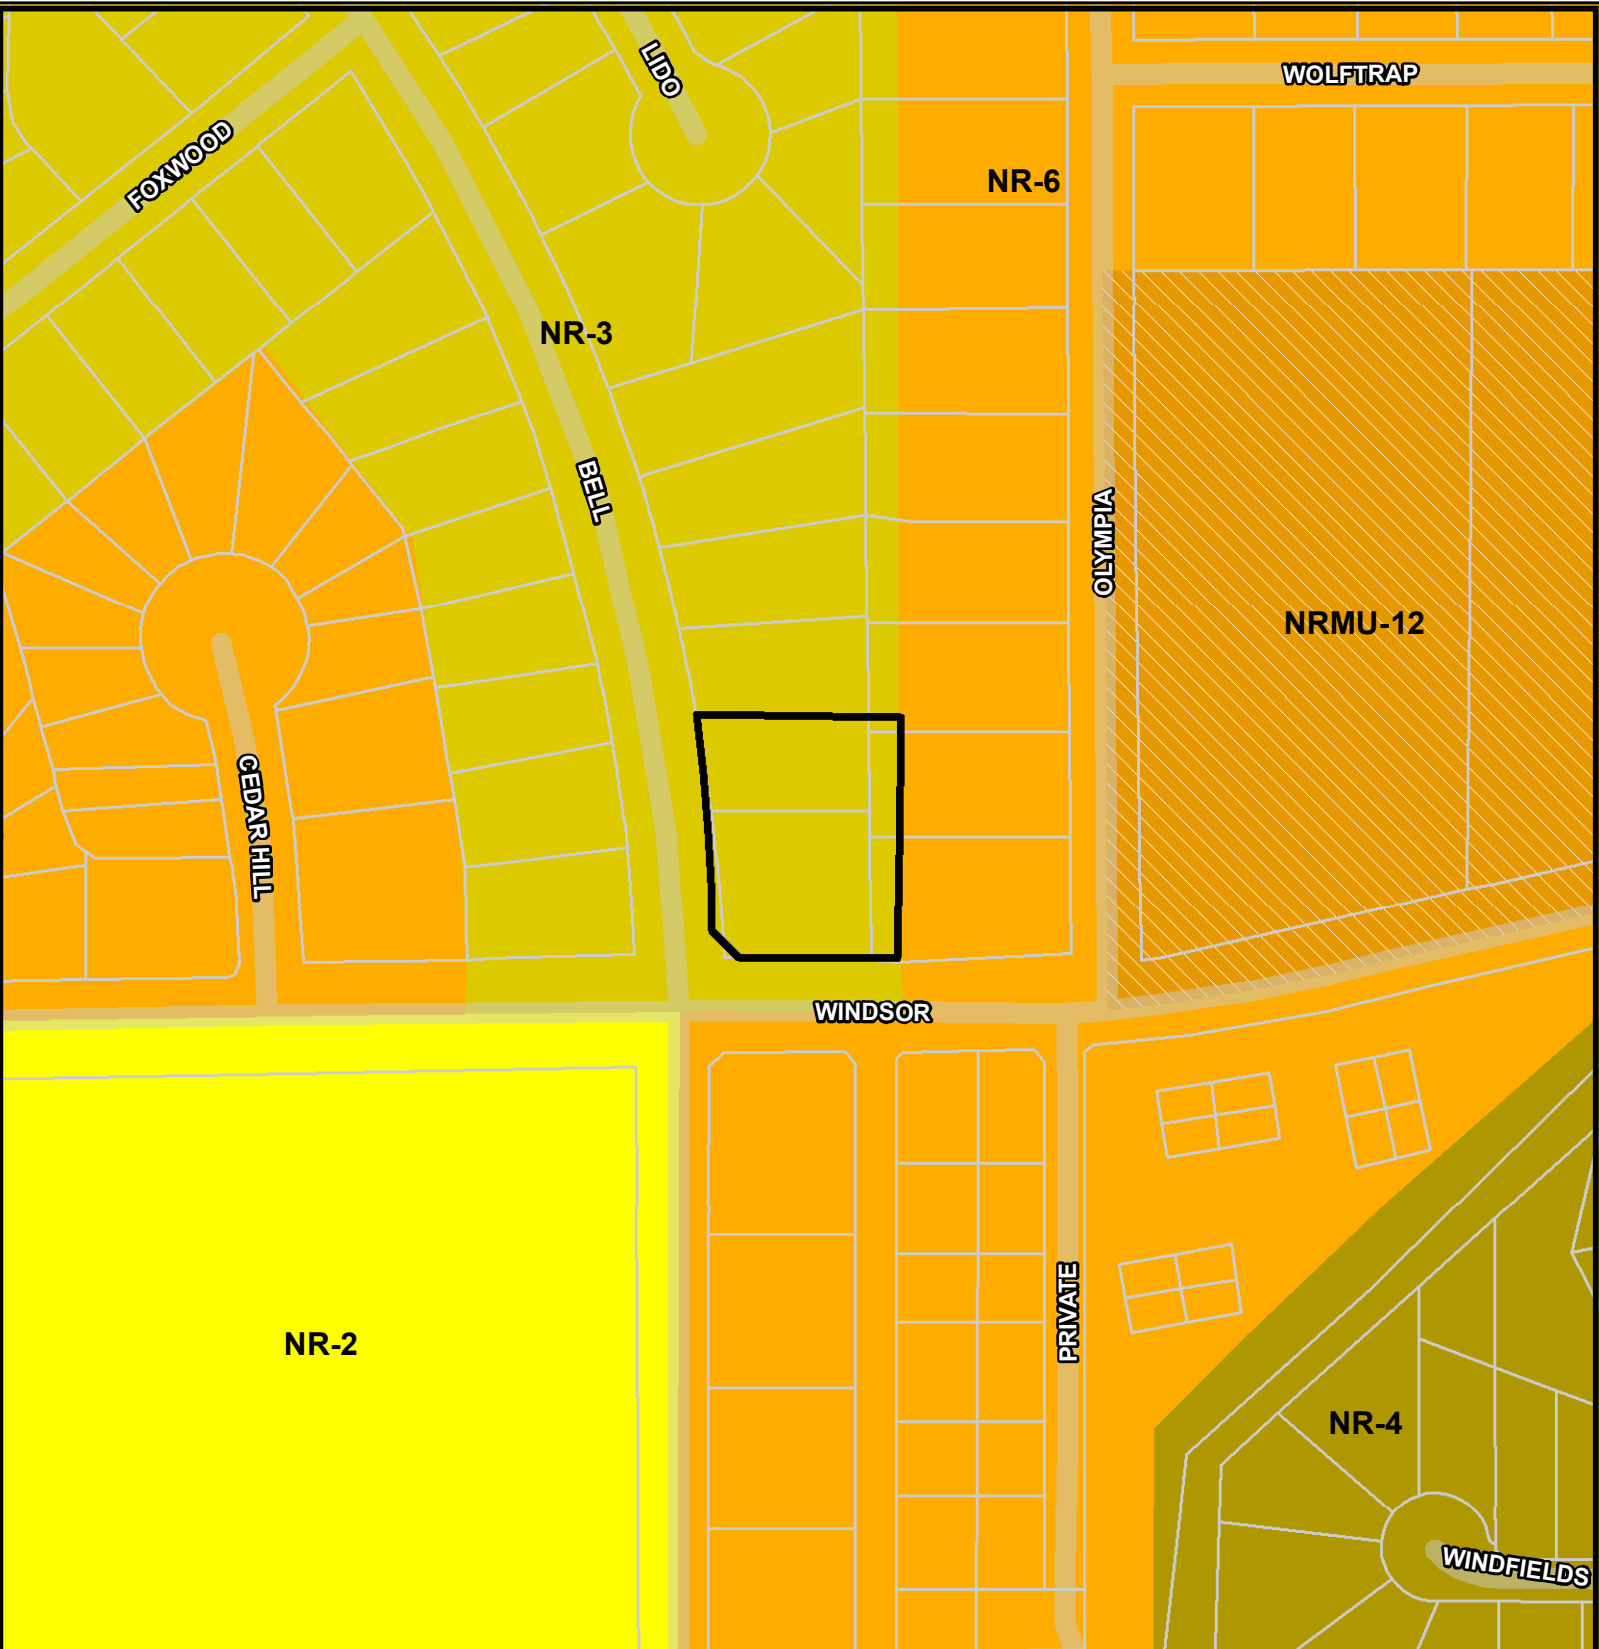 LIDO
WOLFTRAP
FOXWOOD
NR-6
NR-3
BELL
OLYMPIA
NRMU-12
CEDAR HILL
WINDSOR
PRIVATE
NR-2
NR-4
WINDFIELDS